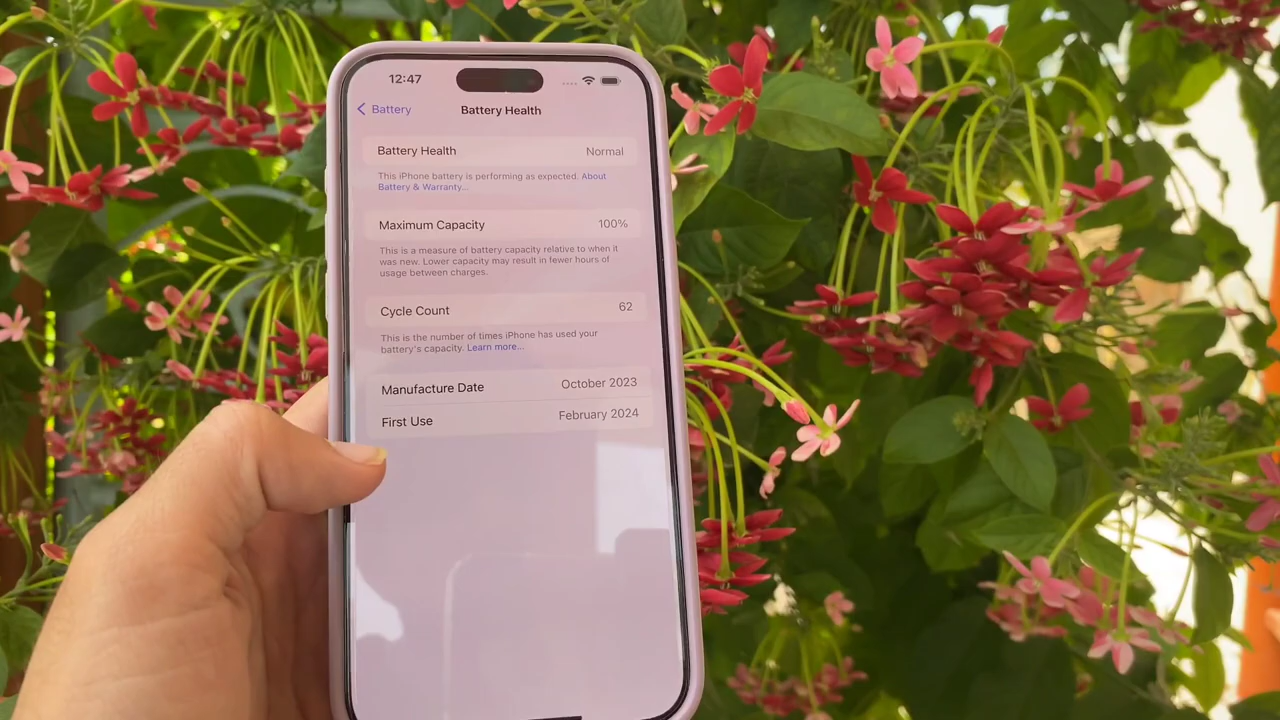 12:47
Battery Battery Health
Battery Health Normal
This iPhone battery is performing as expected. About
Battery & Warranty...
Maximum Capacity 100%
This is a measure of battery capacity relative to when it
was new. Lower capacity may result in fewer hours of
usage between charges.
Cycle Count 62
This is the number of times iPhone has used your
battery's capacity. Learn more...
Manufacture Date October 2023
First Use February 2024